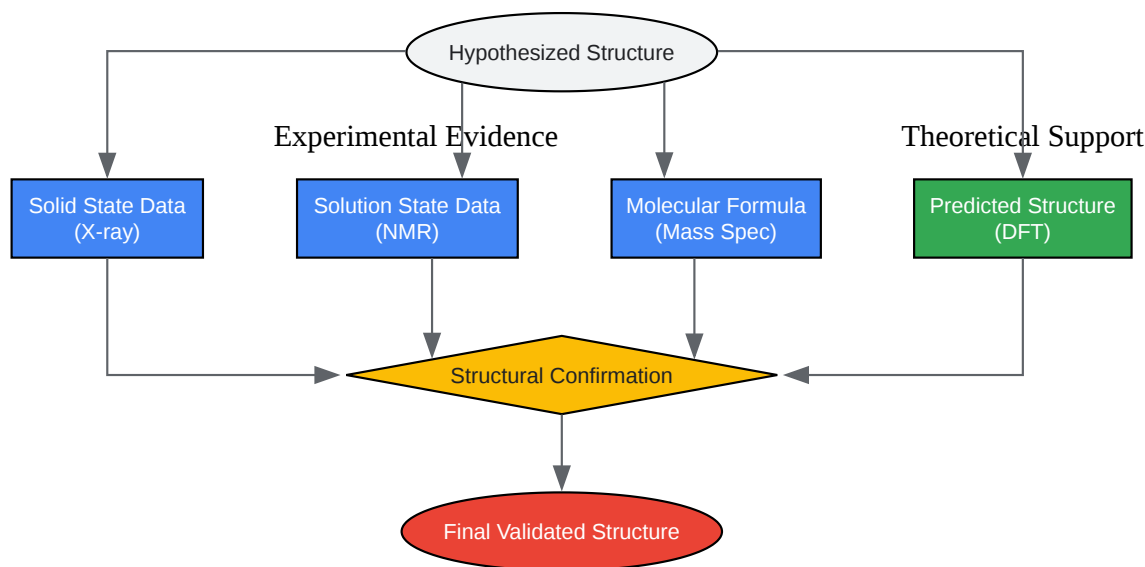 Hypothesized Structure
Experimental Evidence
Theoretical Support
Solid State Data
(X-ray)
Solution State Data
(NMR)
Molecular Formula
(Mass Spec)
Predicted Structure
(DFT)
Structural Confirmation
Final Validated Structure